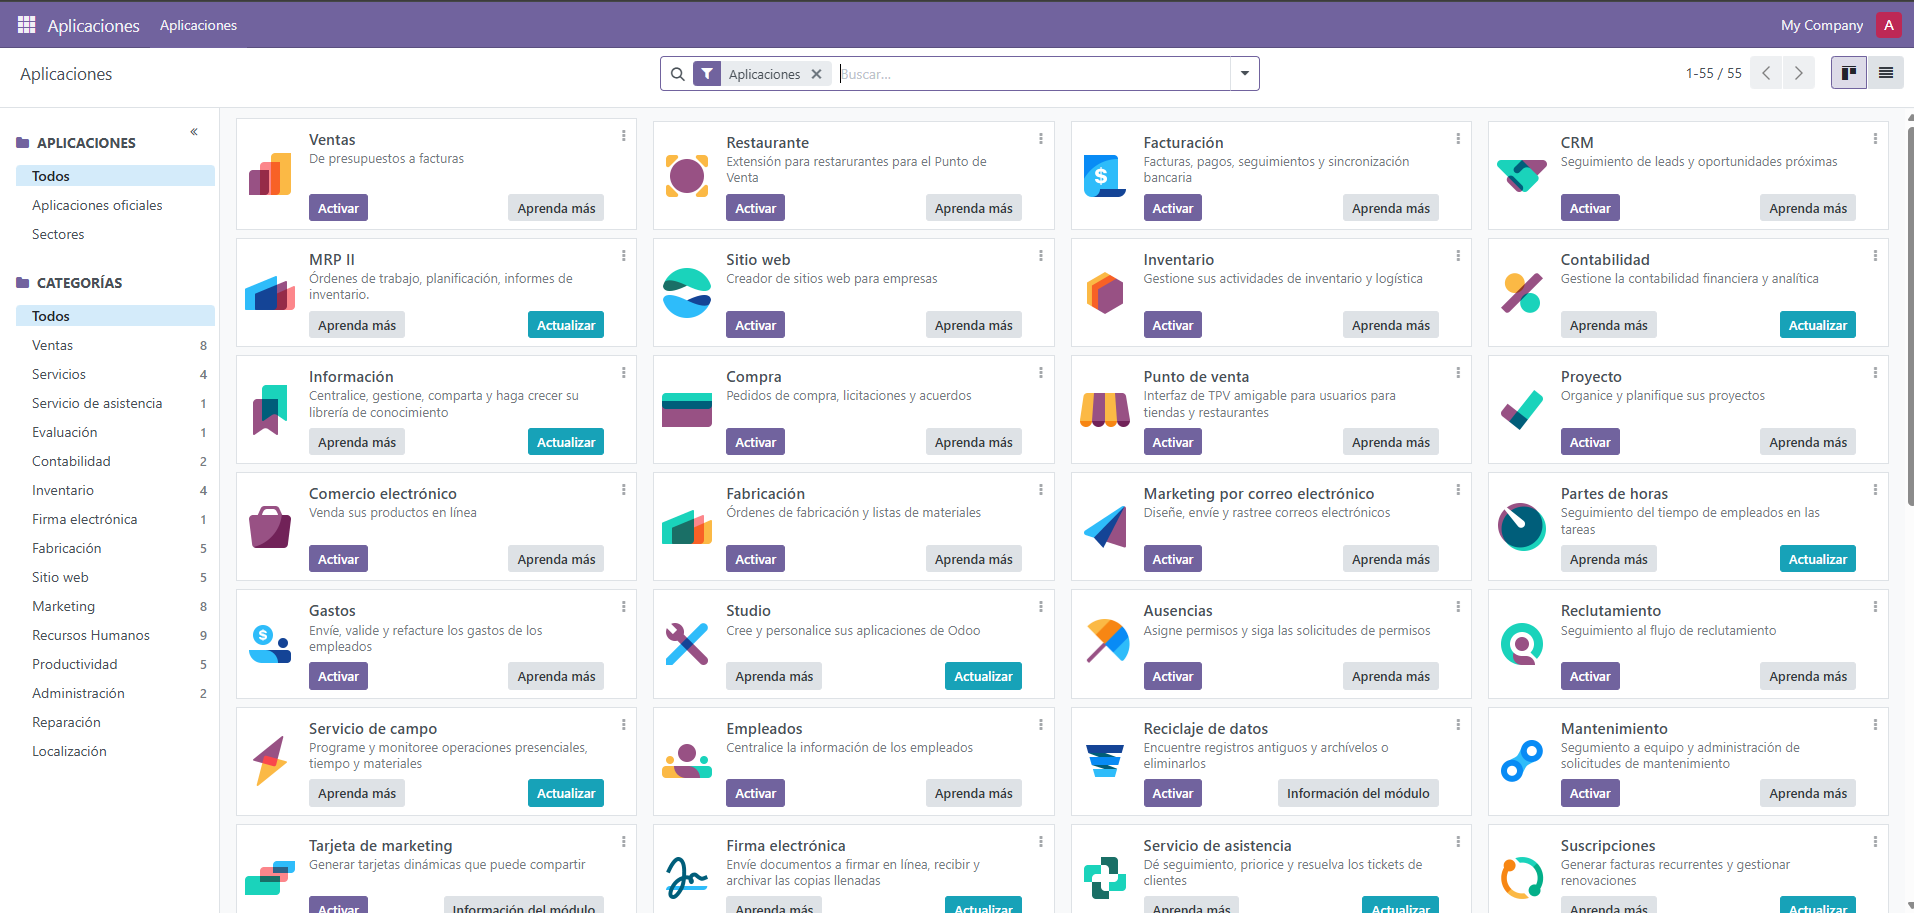 Aplicaciones
Aplicaciones
My Company
A
Aplicaciones
Aplicaciones
Buscar...
1-55 / 55
APLICACIONES
Todos
Aplicaciones oficiales
Sectores
CATEGORÍAS
Todos
Ventas 8
Servicios 4
Servicio de asistencia 1
Evaluación 1
Contabilidad 2
Inventario 4
Firma electrónica 1
Fabricación 5
Sitio web 5
Marketing 8
Recursos Humanos 9
Productividad 5
Administración 2
Reparación
Localización
Ventas
De presupuestos a facturas
Activar
Aprenda más
Restaurante
Extensión para restarurantes para el Punto de
Venta
Activar
Aprenda más
Facturación
Facturas, pagos, seguimientos y sincronización
bancaria
Activar
Aprenda más
CRM
Seguimiento de leads y oportunidades próximas
Activar
Aprenda más
MRP II
Órdenes de trabajo, planificación, informes de
inventario.
Aprenda más
Actualizar
Sitio web
Creador de sitios web para empresas
Activar
Aprenda más
Inventario
Gestione sus actividades de inventario y logística
Activar
Aprenda más
Contabilidad
Gestione la contabilidad financiera y analítica
Aprenda más
Actualizar
Información
Centralice, gestione, comparta y haga crecer su
librería de conocimiento
Aprenda más
Actualizar
Compra
Pedidos de compra, licitaciones y acuerdos
Activar
Aprenda más
Punto de venta
Interfaz de TPV amigable para usuarios para
tiendas y restaurantes
Activar
Aprenda más
Proyecto
Organice y planifique sus proyectos
Activar
Aprenda más
Comercio electrónico
Venda sus productos en línea
Activar
Aprenda más
Fabricación
Órdenes de fabricación y listas de materiales
Activar
Aprenda más
Marketing por correo electrónico
Diseñe, envíe y rastree correos electrónicos
Activar
Aprenda más
Partes de horas
Seguimiento del tiempo de empleados en las
tareas
Aprenda más
Actualizar
Gastos
Envíe, valide y refacture los gastos de los
empleados
Activar
Aprenda más
Studio
Cree y personalice sus aplicaciones de Odoo
Aprenda más
Actualizar
Ausencias
Asigne permisos y siga las solicitudes de permisos
Activar
Aprenda más
Reclutamiento
Seguimiento al flujo de reclutamiento
Activar
Aprenda más
Servicio de campo
Programe y monitoree operaciones presenciales,
tiempo y materiales
Aprenda más
Actualizar
Empleados
Centralice la información de los empleados
Activar
Aprenda más
Reciclaje de datos
Encuentre registros antiguos y archívelos o
eliminarlos
Activar
Información del módulo
Mantenimiento
Segumiento a equipo y administración de
solicitudes de mantenimiento
Activar
Aprenda más
Tarjeta de marketing
Generar tarjetas dinámicas que puede compartir
Activar
Información del módulo
Firma electrónica
Envíe documentos a firmar en línea, recibir y
archivar las copias llenadas
Aprenda más
Actualizar
Servicio de asistencia
Dé seguimiento, priorice y resuelva los tickets de
clientes
Aprenda más
Actualizar
Suscripciones
Generar facturas recurrentes y gestionar
renovaciones
Aprenda más
Actualizar